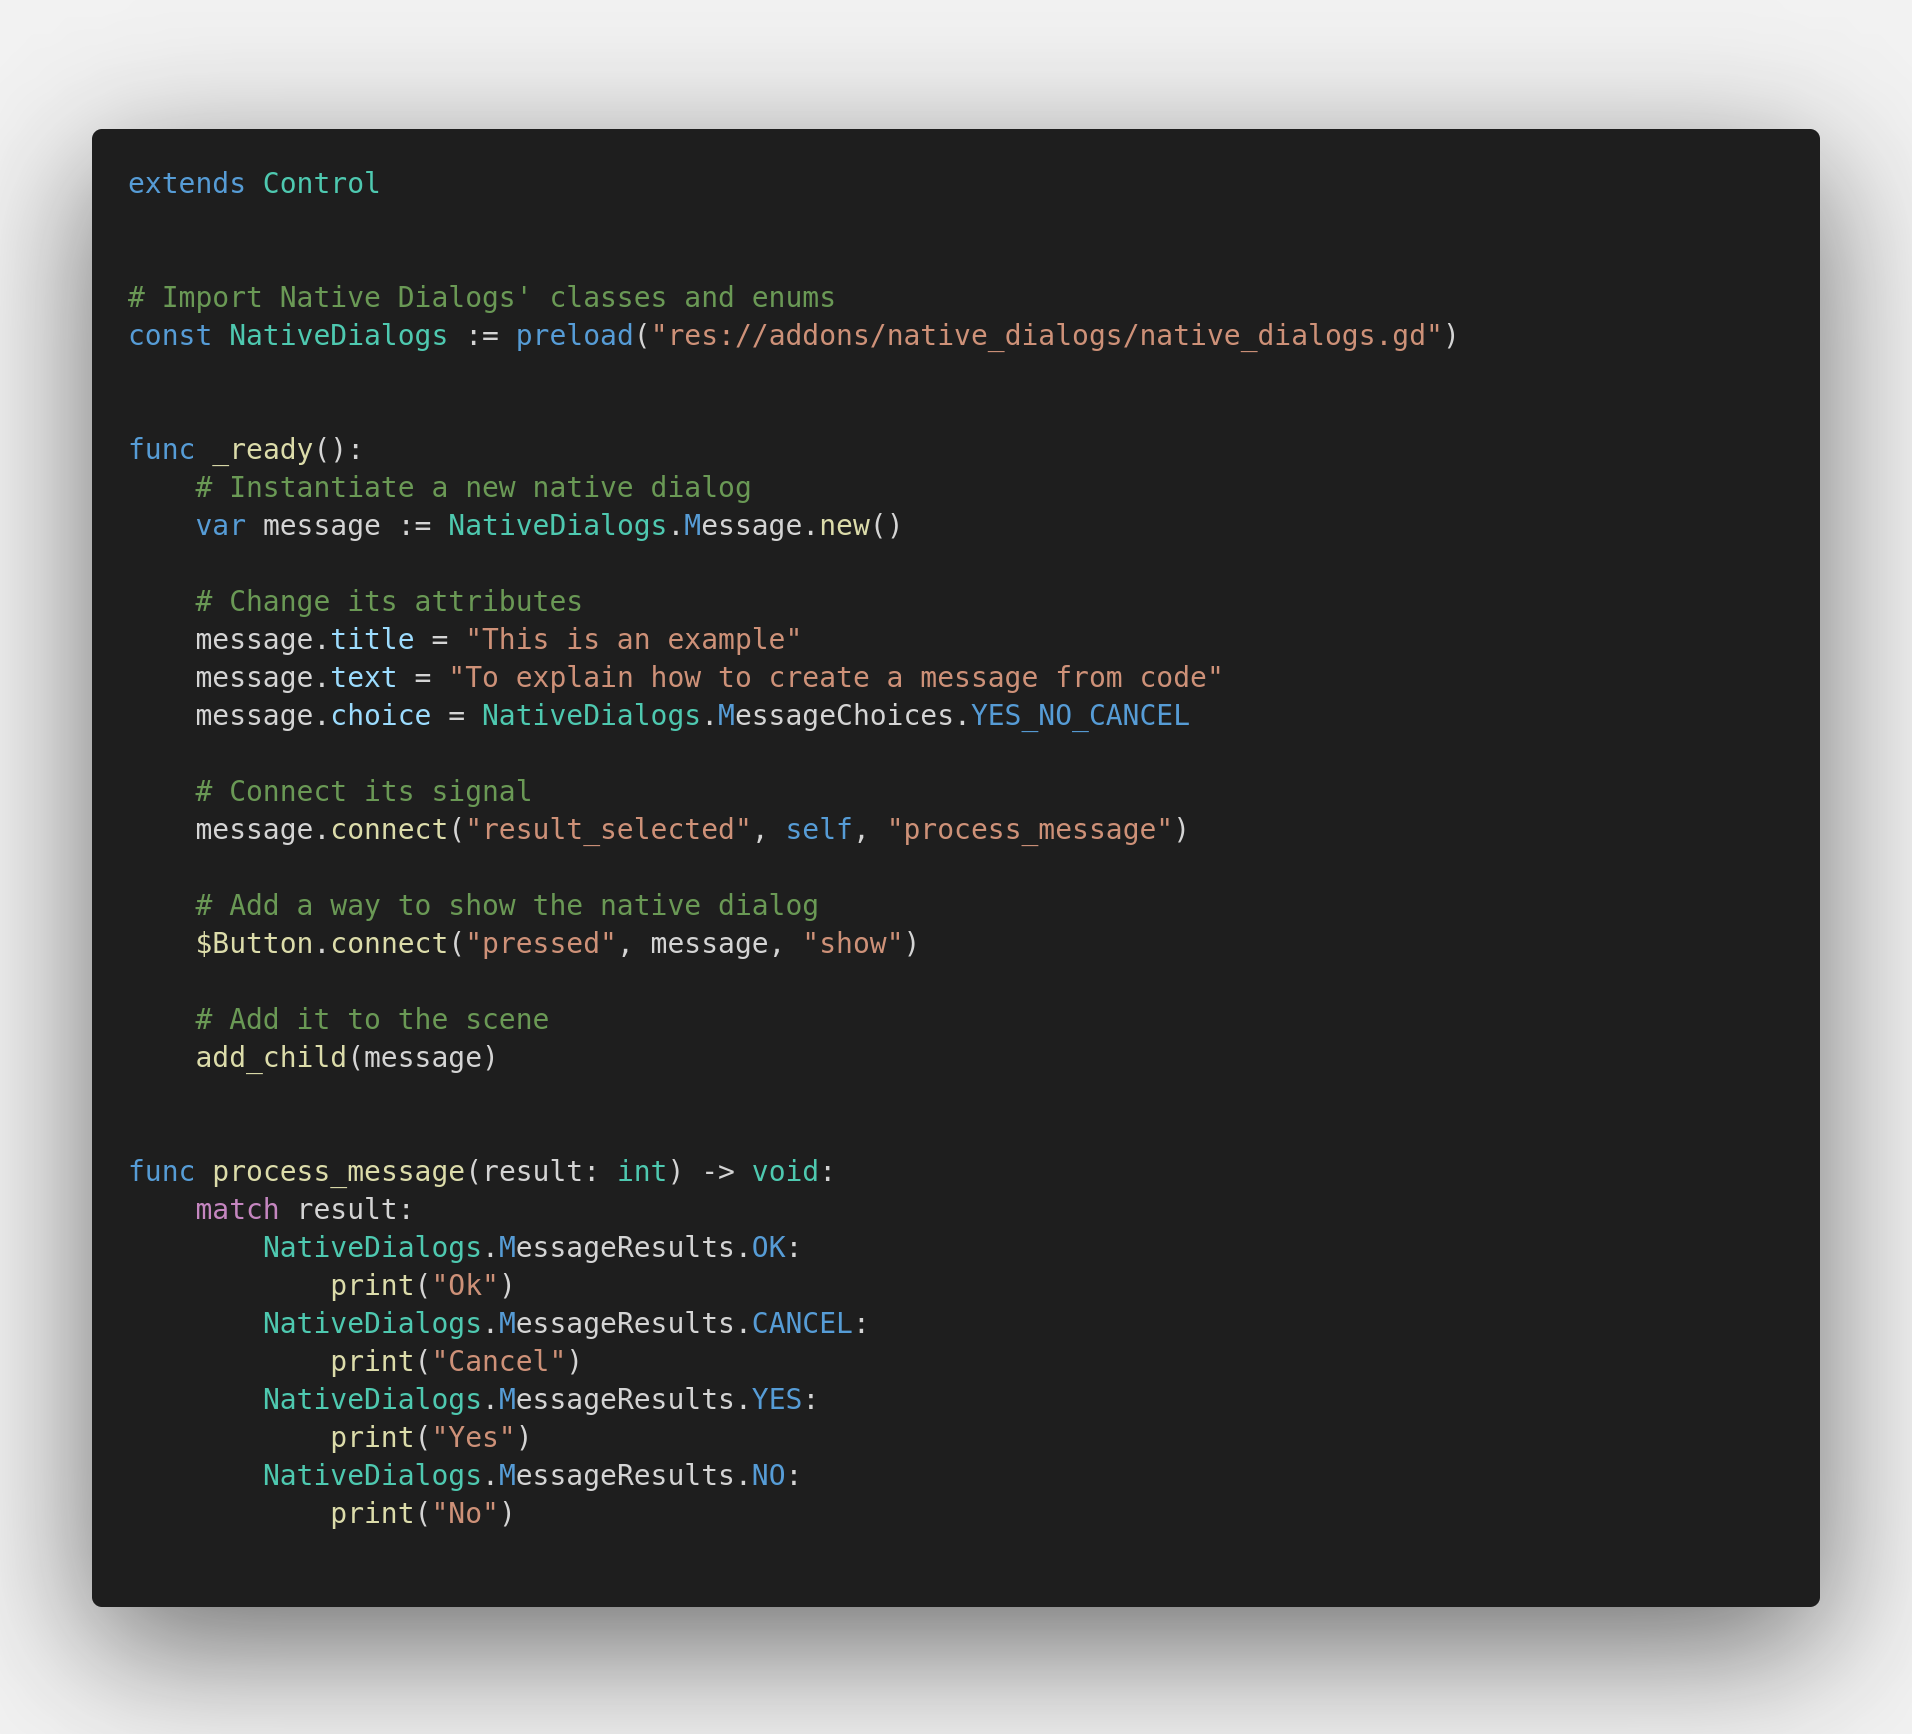 extends Control
# Import Native Dialogs' classes and enums
const NativeDialogs := preload("res://addons/native_dialogs/native_dialogs.gd")
func _ready():
    # Instantiate a new native dialog
    var message := NativeDialogs.Message.new()
    # Change its attributes
    message.title = "This is an example"
    message.text = "To explain how to create a message from code"
    message.choice = NativeDialogs.MessageChoices.YES_NO_CANCEL
    # Connect its signal
    message.connect("result_selected", self, "process_message")
    # Add a way to show the native dialog
    $Button.connect("pressed", message, "show")
    # Add it to the scene
    add_child(message)
func process_message(result: int) -> void:
    match result:
        NativeDialogs.MessageResults.OK:
            print("Ok")
        NativeDialogs.MessageResults.CANCEL:
            print("Cancel")
        NativeDialogs.MessageResults.YES:
            print("Yes")
        NativeDialogs.MessageResults.NO:
            print("No")